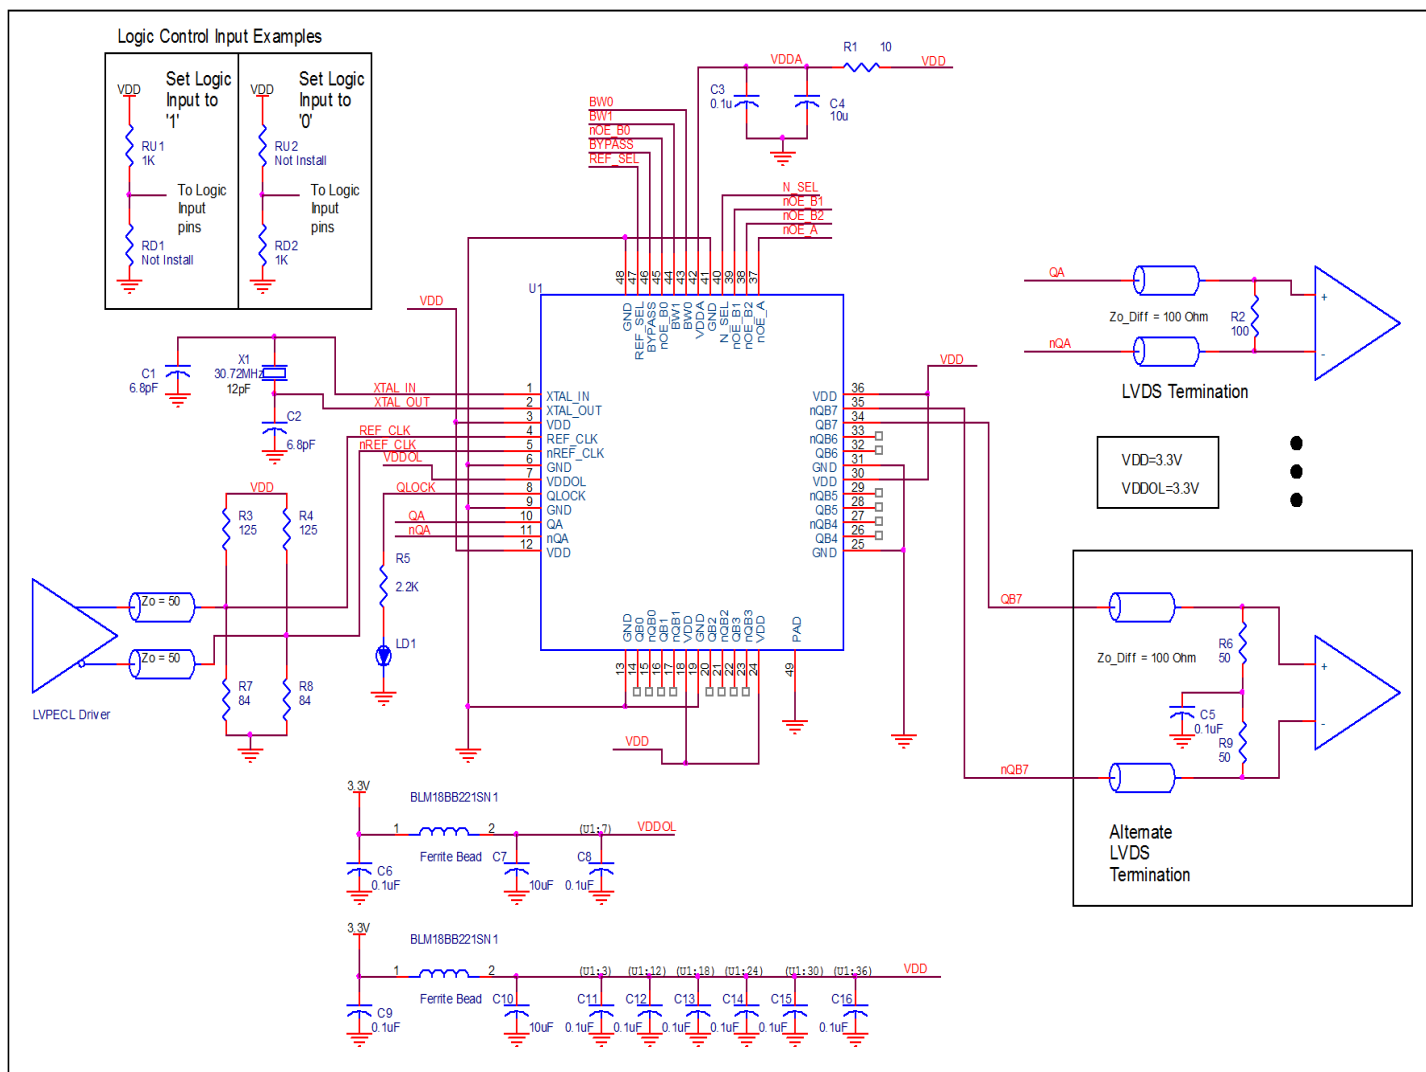 Logic Control Input Examples
Set Logic
Input to
'1'
VDD
RU1
1K
To Logic
Input
pins
RD1
Not Install
Set Logic
Input to
'0'
VDD
RU2
Not Install
To Logic
Input
pins
RD2
1K
VDDA
R1 10
VDD
C3
0.1u
C4
10u
BW0
BW1
nOE_B0
BYPASS
REF_SEL
N_SEL
nOE_B1
nOE_B2
nOE_A
U1
48 47 46 45 44 43 42 41 40 39 38 37
GND REF_SEL BYPASS nOE_B0 BW1 BW0 VDDA GND N_SEL nOE_B1 nOE_B2 nOE_A
VDD
C1
6.8pF
X1
30.72MHz
12pF
C2
6.8pF
XTAL_IN
XTAL_OUT
REF_CLK
nREF_CLK
VDDOL
QLOCK
QA
nQA
1 XTAL_IN
2 XTAL_OUT
3 VDD
4 REF_CLK
5 nREF_CLK
6 GND
7 VDDOL
8 QLOCK
9 GND
10 QA
11 nQA
12 VDD
VDD 36
nQB7 35
QB7 34
nQB6 33
QB6 32
GND 31
VDD 30
nQB5 29
QB5 28
nQB4 27
QB4 26
GND 25
VDD
GND QB0 nQB0 QB1 nQB1 VDD GND QB2 nQB2 QB3 nQB3 VDD PAD
13 14 15 16 17 18 19 20 21 22 23 24 49
VDD
VDD
R3
125
R4
125
Zo = 50
Zo = 50
R7
84
R8
84
LVPECL Driver
R5
2.2K
LD1
QA
nQA
Zo_Diff = 100 Ohm
R2
100
+
-
LVDS Termination
VDD=3.3V
VDDOL=3.3V
QB7
nQB7
Zo_Diff = 100 Ohm
R6
50
C5
0.1uF
R9
50
+
-
Alternate
LVDS
Termination
3.3V
BLM18BB221SN1
1 2
Ferrite Bead
(U1:7)
VDDOL
C6
0.1uF
C7
10uF
C8
0.1uF
3.3V
BLM18BB221SN1
1 2
Ferrite Bead
(U1:3) (U1:12) (U1:18) (U1:24) (U1:30) (U1:36)
VDD
C9
0.1uF
C10
10uF
C11
0.1uF
C12
0.1uF
C13
0.1uF
C14
0.1uF
C15
0.1uF
C16
0.1uF